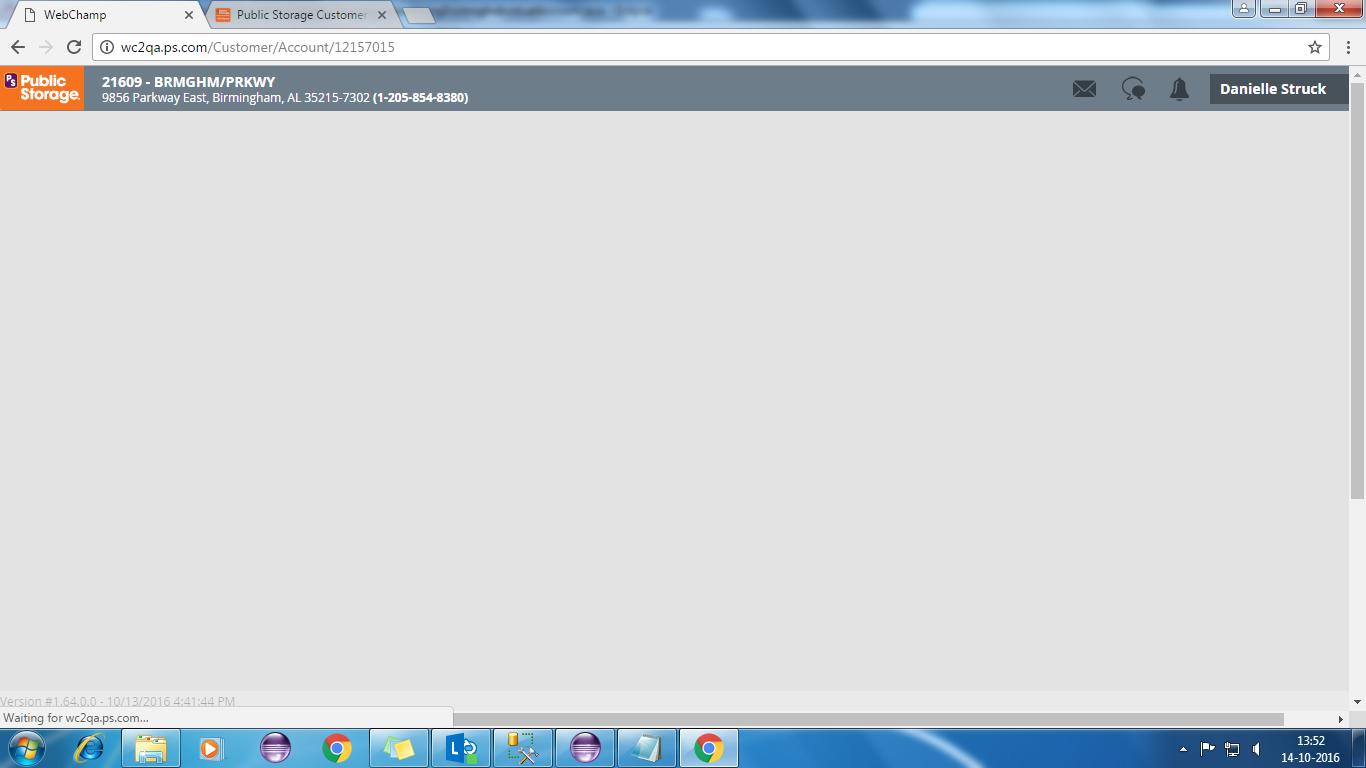 WebChamp
Public Storage Customer
wc2qa.ps.com/Customer/Account/12157015
PS Public
Storage.
21609 - BRMGHM/PRKWY
9856 Parkway East, Birmingham, AL 35215-7302 (1-205-854-8380)
Danielle Struck
Version #1.64.0.0 - 10/13/2016 4:41:44 PM
Waiting for wc2qa.ps.com...
13:52
14-10-2016